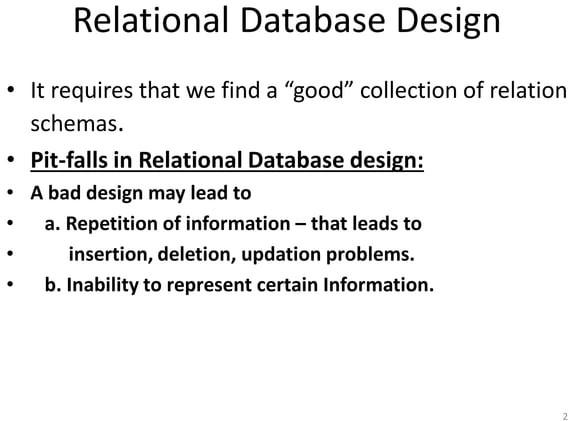 Relational Database Design
• It requires that we find a “good” collection of relation
schemas.
• Pit-falls in Relational Database design:
• A bad design may lead to
• a. Repetition of information – that leads to
• insertion, deletion, updation problems.
• b. Inability to represent certain Information.
2